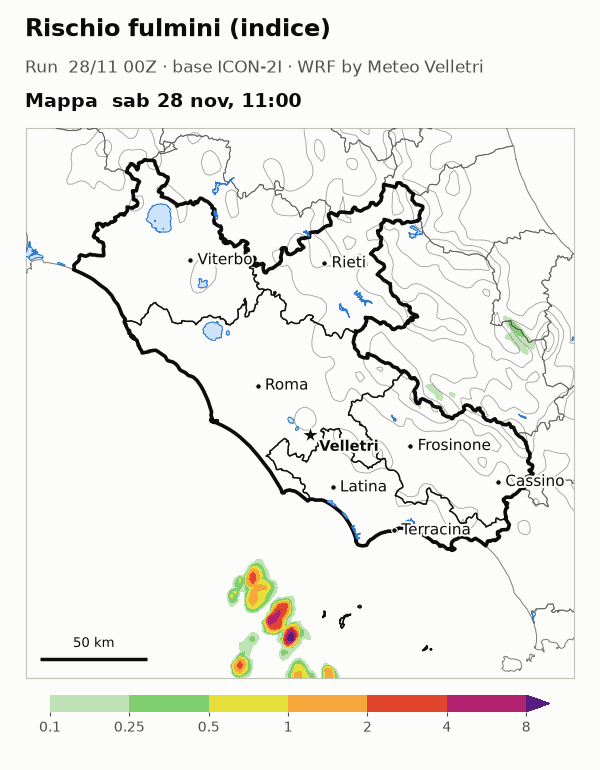 Rischio fulmini (indice)
Run  28/11 00Z · base ICON-2I · WRF by Meteo Velletri
Mappa  sab 28 nov, 11:00
Viterbo
Rieti
Roma
Velletri
Frosinone
Cassino
Latina
Terracina
50 km
0.1 0.25 0.5 1 2 4 8